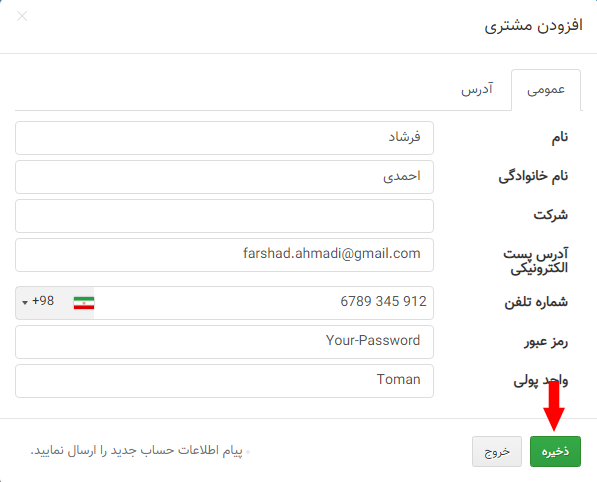 افزودن مشتری
عمومی
آدرس
نام
فرشاد
نام خانوادگی
احمدی
شرکت
آدرس پست
الکترونیکی
farshad.ahmadi@gmail.com
شماره تلفن
+98
6789 345 912
رمز عبور
Your-Password
واحد پولی
Toman
ذخیره
خروج
پیام اطلاعات حساب جدید را ارسال نمایید.